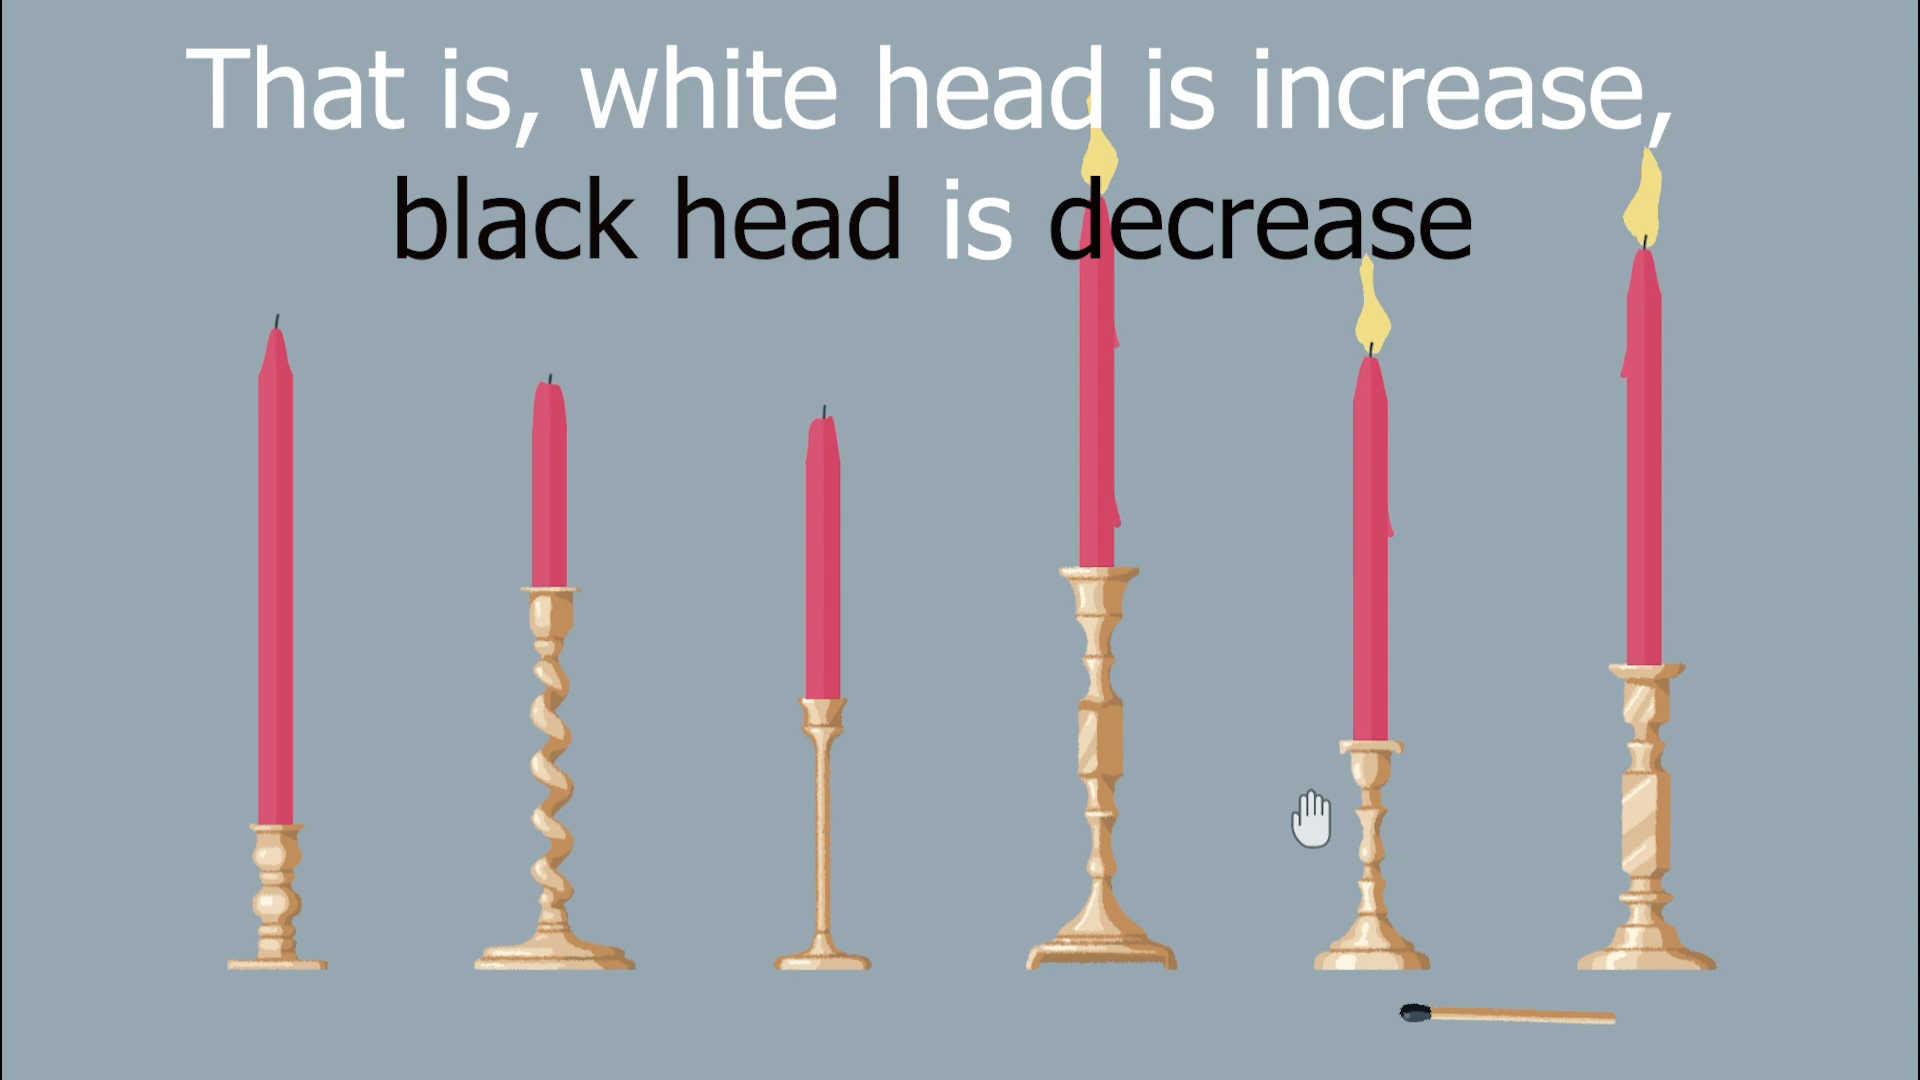 That is, white head is increase,
black head is decrease